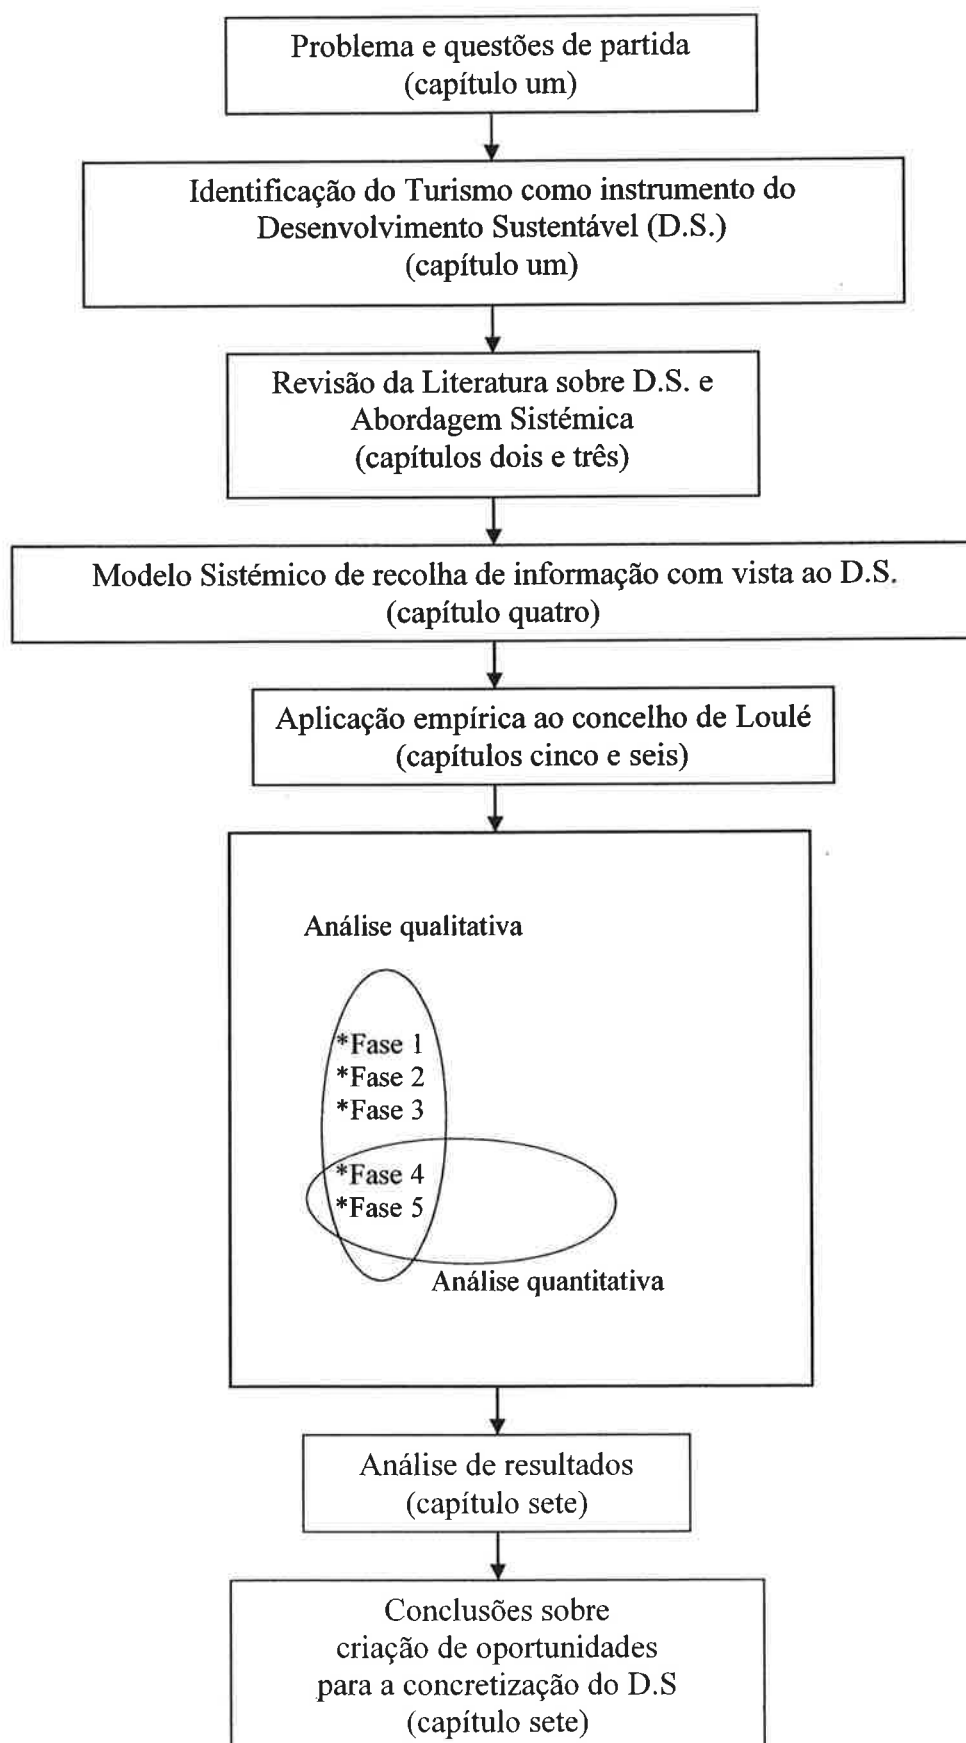 Problema e questões de partida
(capítulo um)
Identificação do Turismo como instrumento do
Desenvolvimento Sustentável (D.S.)
(capítulo um)
Revisão da Literatura sobre D.S. e
Abordagem Sistémica
(capítulos dois e três)
Modelo Sistémico de recolha de informação com vista ao D.S.
(capítulo quatro)
Aplicação empírica ao concelho de Loulé
(capítulos cinco e seis)
Análise qualitativa
*Fase 1
*Fase 2
*Fase 3
*Fase 4
*Fase 5
Análise quantitativa
Análise de resultados
(capítulo sete)
Conclusões sobre
criação de oportunidades
para a concretização do D.S
(capítulo sete)